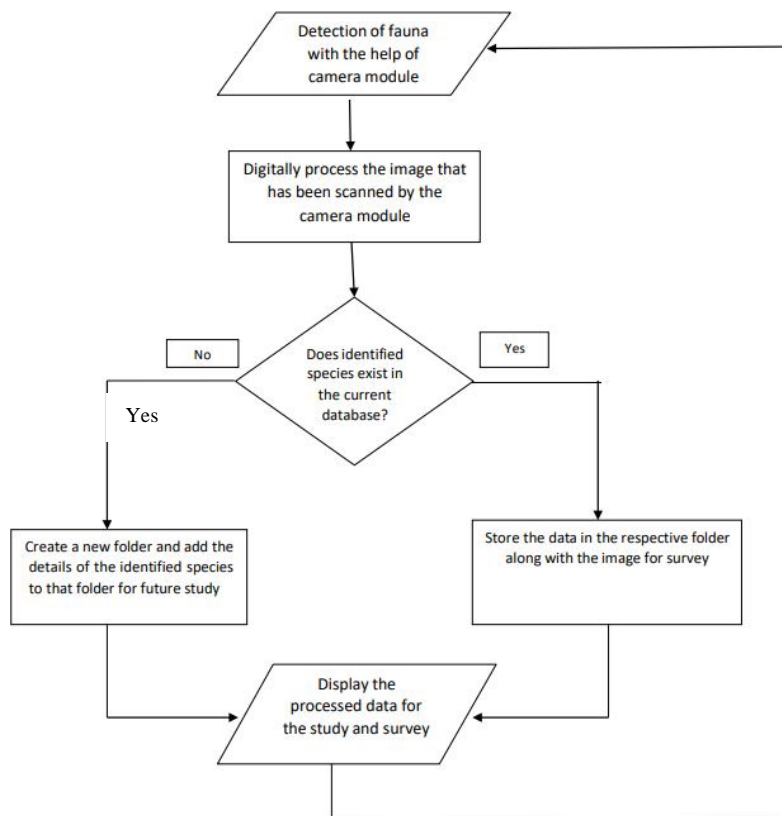 Detection of fauna
with the help of
camera module
Digitally process the image that
has been scanned by the
camera module
No
Does identified
species exist in
the current
database?
Yes
Yes
Create a new folder and add the
details of the identified species
to that folder for future study
Store the data in the respective folder
along with the image for survey
Display the
processed data for
the study and survey